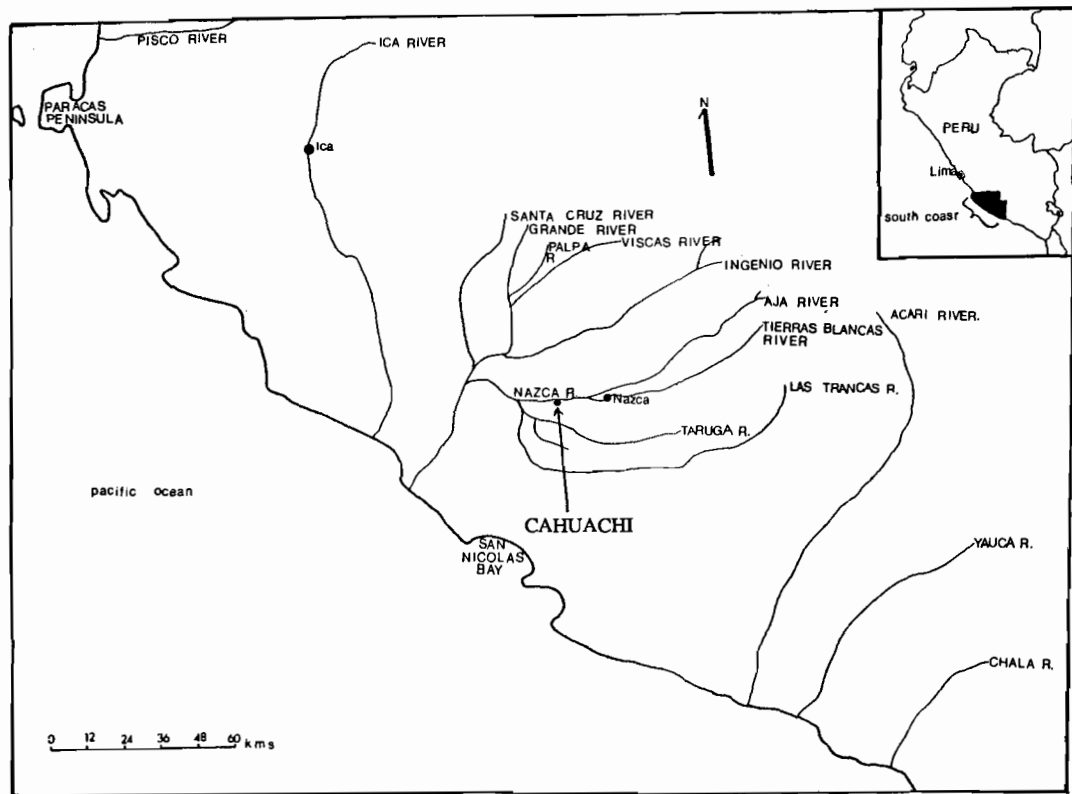 PISCO RIVER
ICA RIVER
PARACAS
PENINSULA
Ica
N
PERU
Lima
south coast
SANTA CRUZ RIVER
GRANDE RIVER
PALPA
R.
VISCAS RIVER
INGENIO RIVER
AJA RIVER
TIERRAS BLANCAS
RIVER
ACARI RIVER.
NAZCA R.
Nazca
LAS TRANCAS R.
TARUGA R.
pacific ocean
CAHUACHI
SAN
NICOLAS
BAY
YAUCA R.
CHALA R.
0 12 24 36 48 60 kms